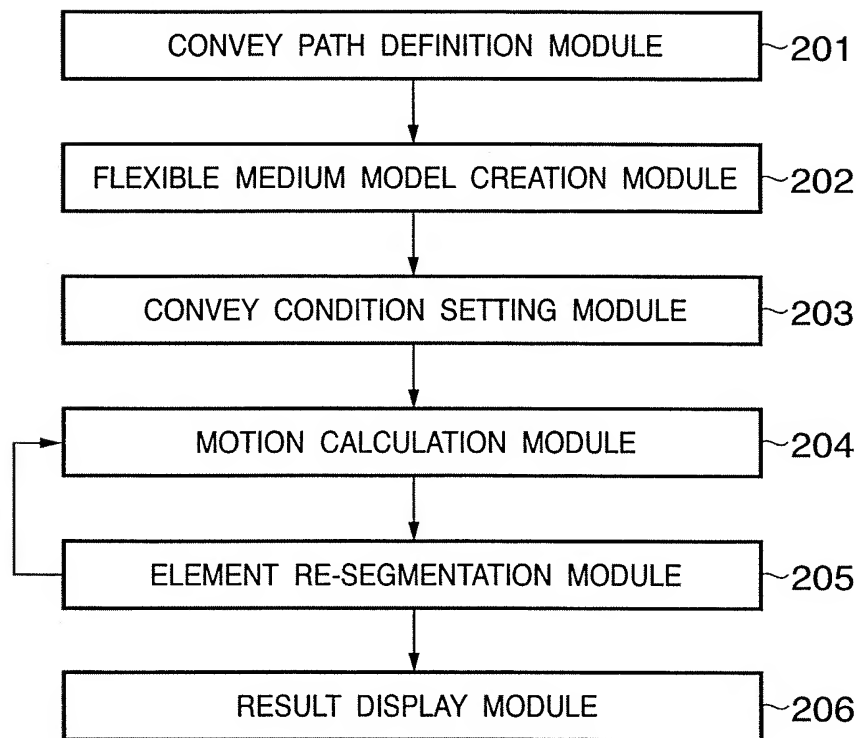 CONVEY PATH DEFINITION MODULE ~201
FLEXIBLE MEDIUM MODEL CREATION MODULE ~202
CONVEY CONDITION SETTING MODULE ~203
MOTION CALCULATION MODULE ~204
ELEMENT RE-SEGMENTATION MODULE ~205
RESULT DISPLAY MODULE ~206